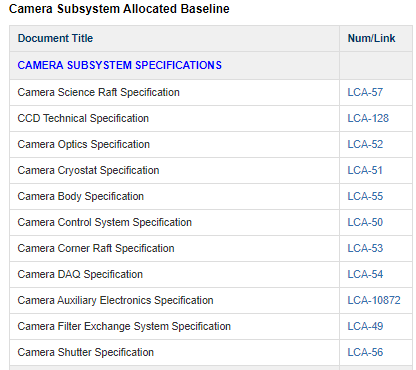 Camera Subsystem Allocated Baseline
Document Title Num/Link
CAMERA SUBSYSTEM SPECIFICATIONS
Camera Science Raft Specification LCA-57
CCD Technical Specification LCA-128
Camera Optics Specification LCA-52
Camera Cryostat Specification LCA-51
Camera Body Specification LCA-55
Camera Control System Specification LCA-50
Camera Corner Raft Specification LCA-53
Camera DAQ Specification LCA-54
Camera Auxiliary Electronics Specification LCA-10872
Camera Filter Exchange System Specification LCA-49
Camera Shutter Specification LCA-56